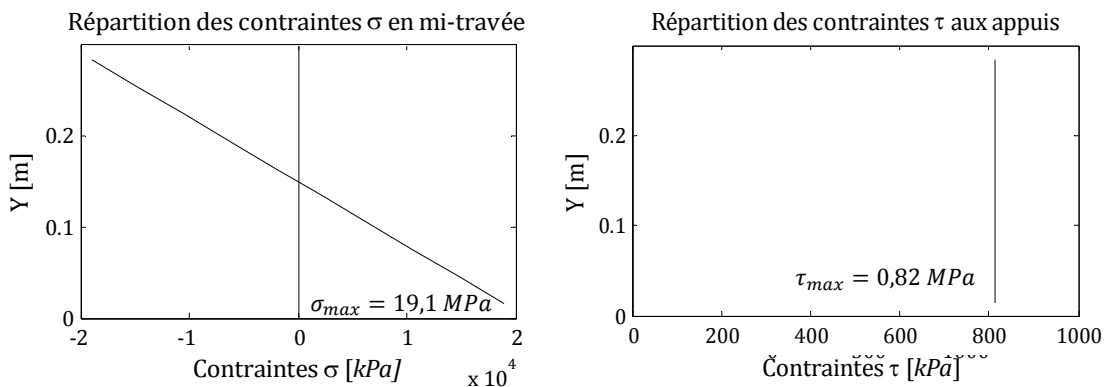 Répartition des contraintes σ en mi-travée
Y [m]
0.2
0.1
0
σmax = 19,1 MPa
-2
-1
0
1
2
Contraintes σ [kPa]
x 10^4
Répartition des contraintes τ aux appuis
Y [m]
0.2
0.1
0
τmax = 0,82 MPa
0
200
400
600
800
1000
Contraintes τ [kPa]